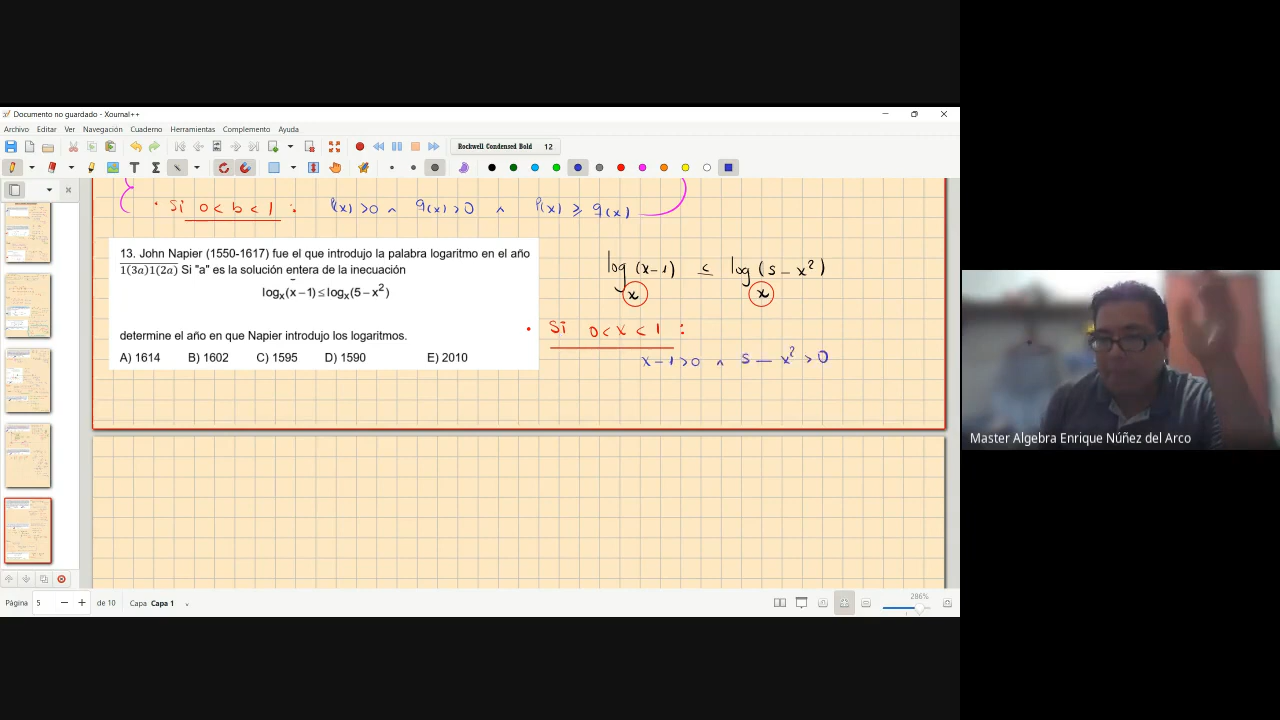 Documento no guardado - Xournal++
Archivo Editar Ver Navegación Cuaderno Herramientas Complemento Ayuda
Rockwell Condensed Bold 12
• Si 0 < b < 1 : P(x) > 0 ∧ q(x) > 0 ∧ P(x) ≥ q(x)
13. John Napier (1550-1617) fue el que introdujo la palabra logaritmo en el año
1(3a)1(2a) Si "a" es la solución entera de la inecuación
logₓ(x − 1) ≤ logₓ(5 − x²)
determine el año en que Napier introdujo los logaritmos.
A) 1614 B) 1602 C) 1595 D) 1590 E) 2010
logₓ(x − 1) ≤ logₓ(5 − x²)
• Si 0 < x < 1 :
x − 1 > 0 ∧ 5 − x² > 0
Página 5 de 10 Capa Capa 1
286%
Master Algebra Enrique Núñez del Arco